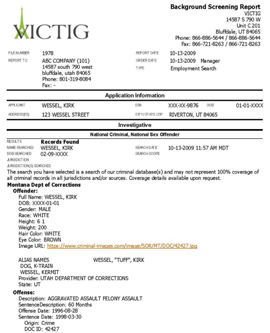 Background Screening Report
VICTIG
VICTIG
14587 S 790 W
Unit C 201
Bluffdale, UT 84065
Phone: 866-886-5644 / 866-886-5644
Fax: 866-721-8263 / 866-721-8263
FILE NUMBER 1978 REPORT DATE 10-13-2009
REPORT TO ABC COMPANY (101) ORDER DATE 10-13-2009 Manager
14587 south 790 west TYPE Employment Search
bluffdale, utah 84065
Phone: 801-319-8084
Fax: -
Application Information
APPLICANT WESSEL, KIRK SSN XXX-XX-9876 DOB 01-01-XXXX
ADDRESS(ES) 123 WESSEL STREET CITY/STATE/ZIP RIVERTON, UT 84065
Investigative
National Criminal, National Sex Offender
RESULTS Records Found
NAME SEARCHED WESSEL, KIRK SEARCH DATE 10-13-2009 11:57 AM MDT
DOB SEARCHED 02-09-XXXX SEARCH SCOPE
JURISDICTION
JURISDICTION(S) SEARCHED
The search you have selected is a search of our criminal database(s) and may not represent 100% coverage of
all criminal records in all jurisdictions and/or sources. Coverage details available upon request.
Montana Dept of Corrections
Offender:
Full Name: WESSEL, KIRK
DOB: XXXX-01-01
Gender: MALE
Race: WHITE
Height: 6 1
Weight: 200
Hair Color: WHITE
Eye Color: BROWN
Image URL: https://www.criminal-images.com/image/SOR/MT/DOC/42427.jpg
ALIAS NAMES WESSEL, "TUFF", KIRK
DOG, K-TRAIN
WESSEL, KERMIT
Provider: UTAH DEPARTMENT OF CORRECTIONS
State: UT
Offense:
Description: AGGRAVATED ASSAULT FELONY ASSAULT
SentenceDescription: 60 Months
Offense Date: 1996-08-28
Sentence Date: 1998-03-30
Origin: Crime
DOC ID: 42427